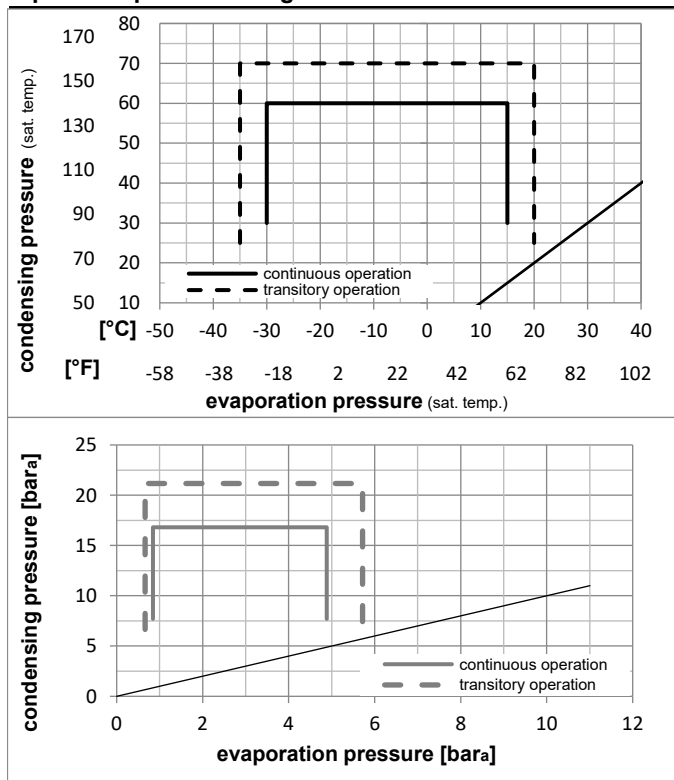 condensing pressure (sat. temp.)
170
150
130
110
90
70
50
80
70
60
50
40
30
20
10
continuous operation
transitory operation
[°C] -50 -40 -30 -20 -10 0 10 20 30 40
[°F] -58 -38 -18 2 22 42 62 82 102
evaporation pressure (sat. temp.)
condensing pressure [bara]
25
20
15
10
5
0
continuous operation
transitory operation
0 2 4 6 8 10 12
evaporation pressure [bara]